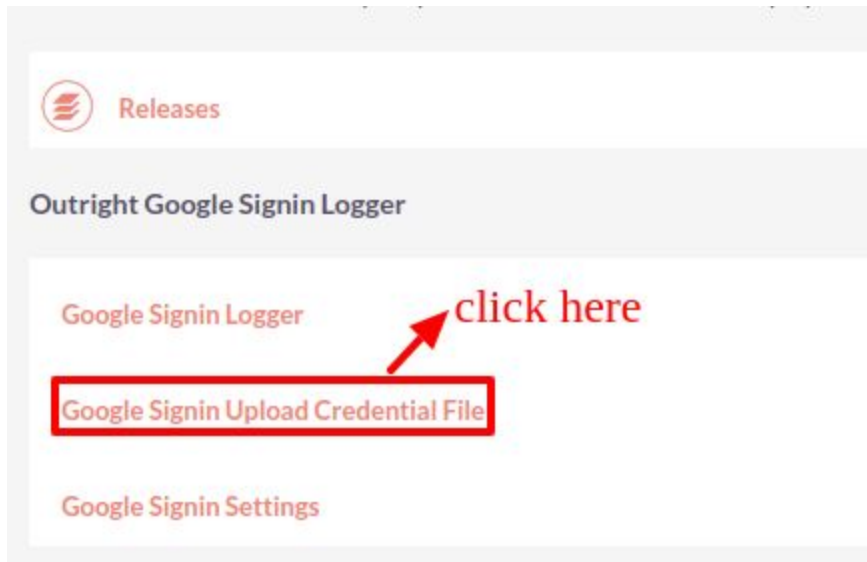 Releases
Outright Google Signin Logger
Google Signin Logger
click here
Google Signin Upload Credential File
Google Signin Settings